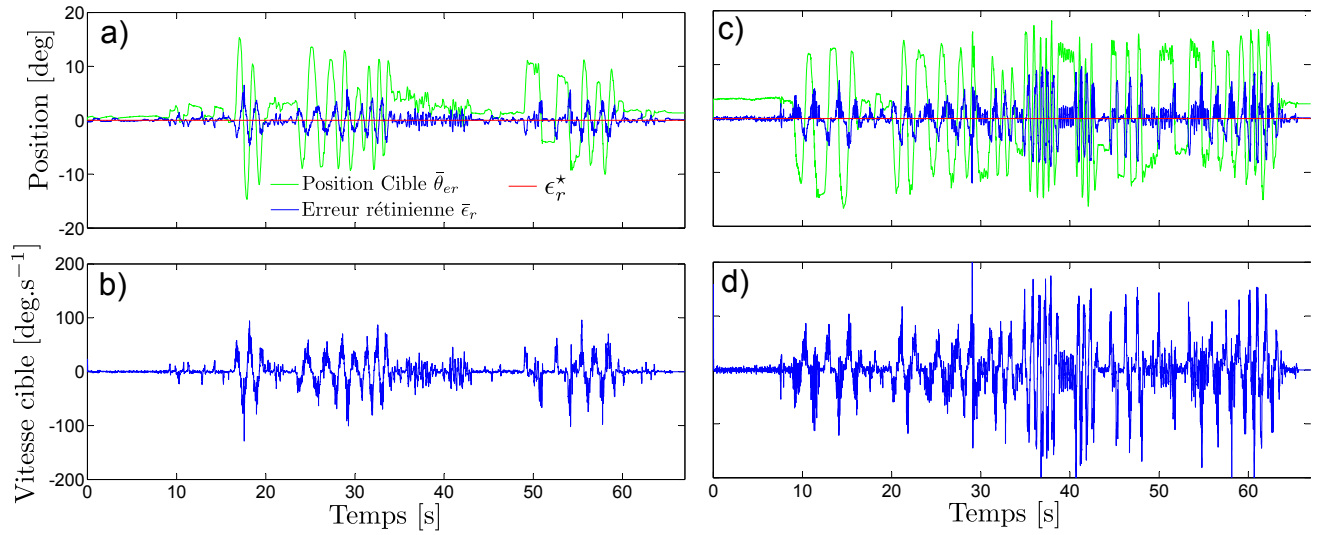 a)
c)
20
10
0
-10
-20
Position [deg]
Position Cible θ̄er
ϵr⋆
Erreur rétinienne ϵ̄r
b)
d)
200
100
0
-100
-200
Vitesse cible [deg.s−1]
0 10 20 30 40 50 60
0 10 20 30 40 50 60
Temps [s]
Temps [s]